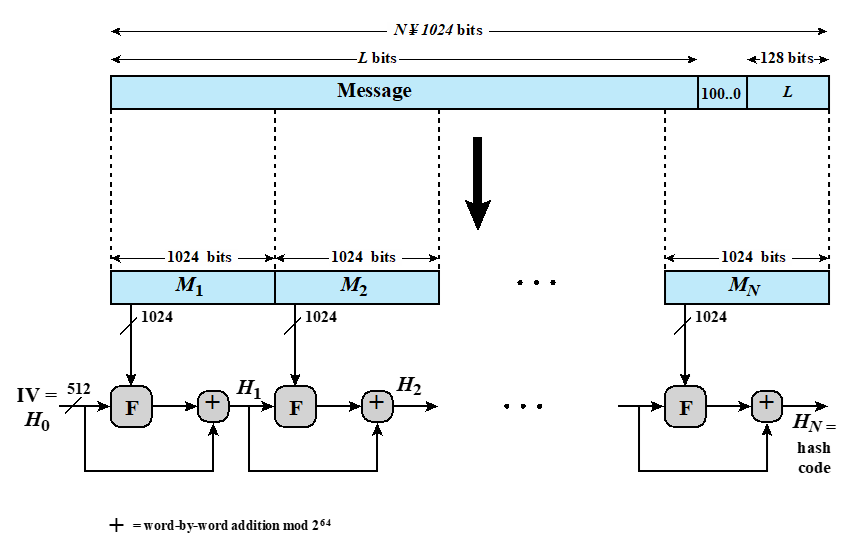 N¥1024 bits
L bits
128 bits
Message
100..0
L
1024 bits
1024 bits
1024 bits
M1
M2
MN
1024
1024
1024
IV =
H0
512
F
+
H1
F
+
H2
F
+
HN =
hash
code
+ = word-by-word addition mod 2^64